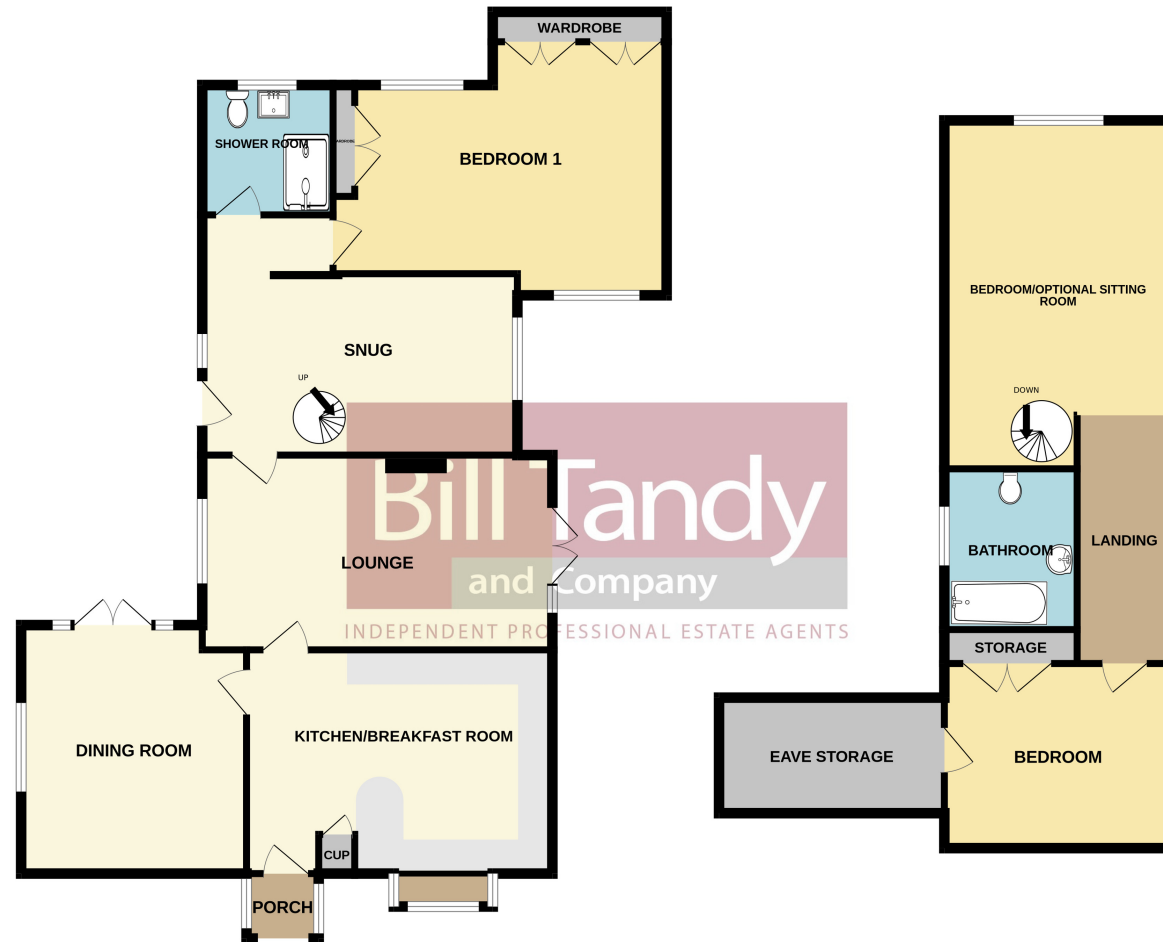 WARDROBE
SHOWER ROOM
BEDROOM 1
SNUG
UP
LOUNGE
DINING ROOM
KITCHEN/BREAKFAST ROOM
CUP
PORCH
Bill Tandy
and Company
INDEPENDENT PROFESSIONAL ESTATE AGENTS
BEDROOM/OPTIONAL SITTING
ROOM
DOWN
BATHROOM
LANDING
STORAGE
EAVE STORAGE
BEDROOM